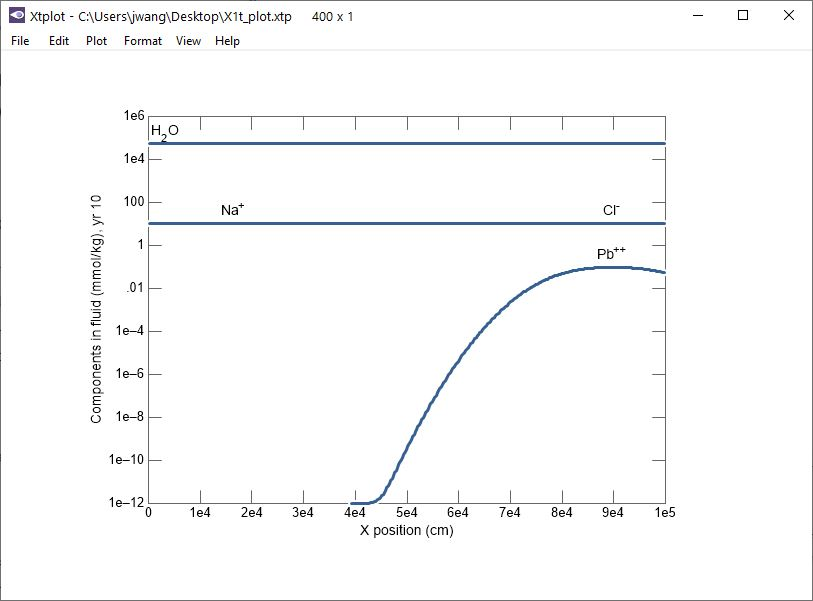 Xtplot - C:\Users\jwang\Desktop\X1t_plot.xtp 400 x 1
File Edit Plot Format View Help
1e6
H₂O
1e4
100
Na⁺ Cl⁻
Pb⁺⁺
1
.01
1e–4
1e–6
1e–8
1e–10
1e–12
Components in fluid (mmol/kg), yr 10
0 1e4 2e4 3e4 4e4 5e4 6e4 7e4 8e4 9e4 1e5
X position (cm)